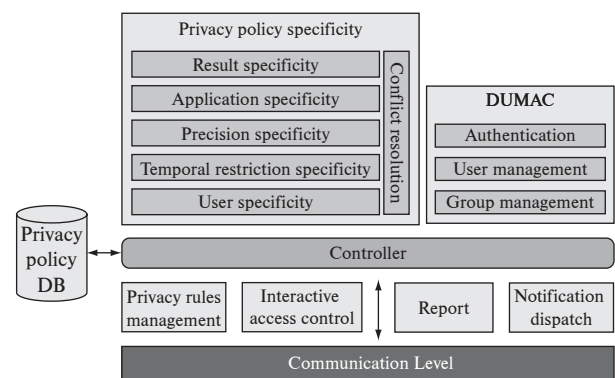 Privacy policy specificity
Result specificity
Application specificity
Precision specificity
Temporal restriction specificity
User specificity
Conflict resolution
DUMAC
Authentication
User management
Group management
Privacy
policy
DB
Controller
Privacy rules
management
Interactive
access control
Report
Notification
dispatch
Communication Level